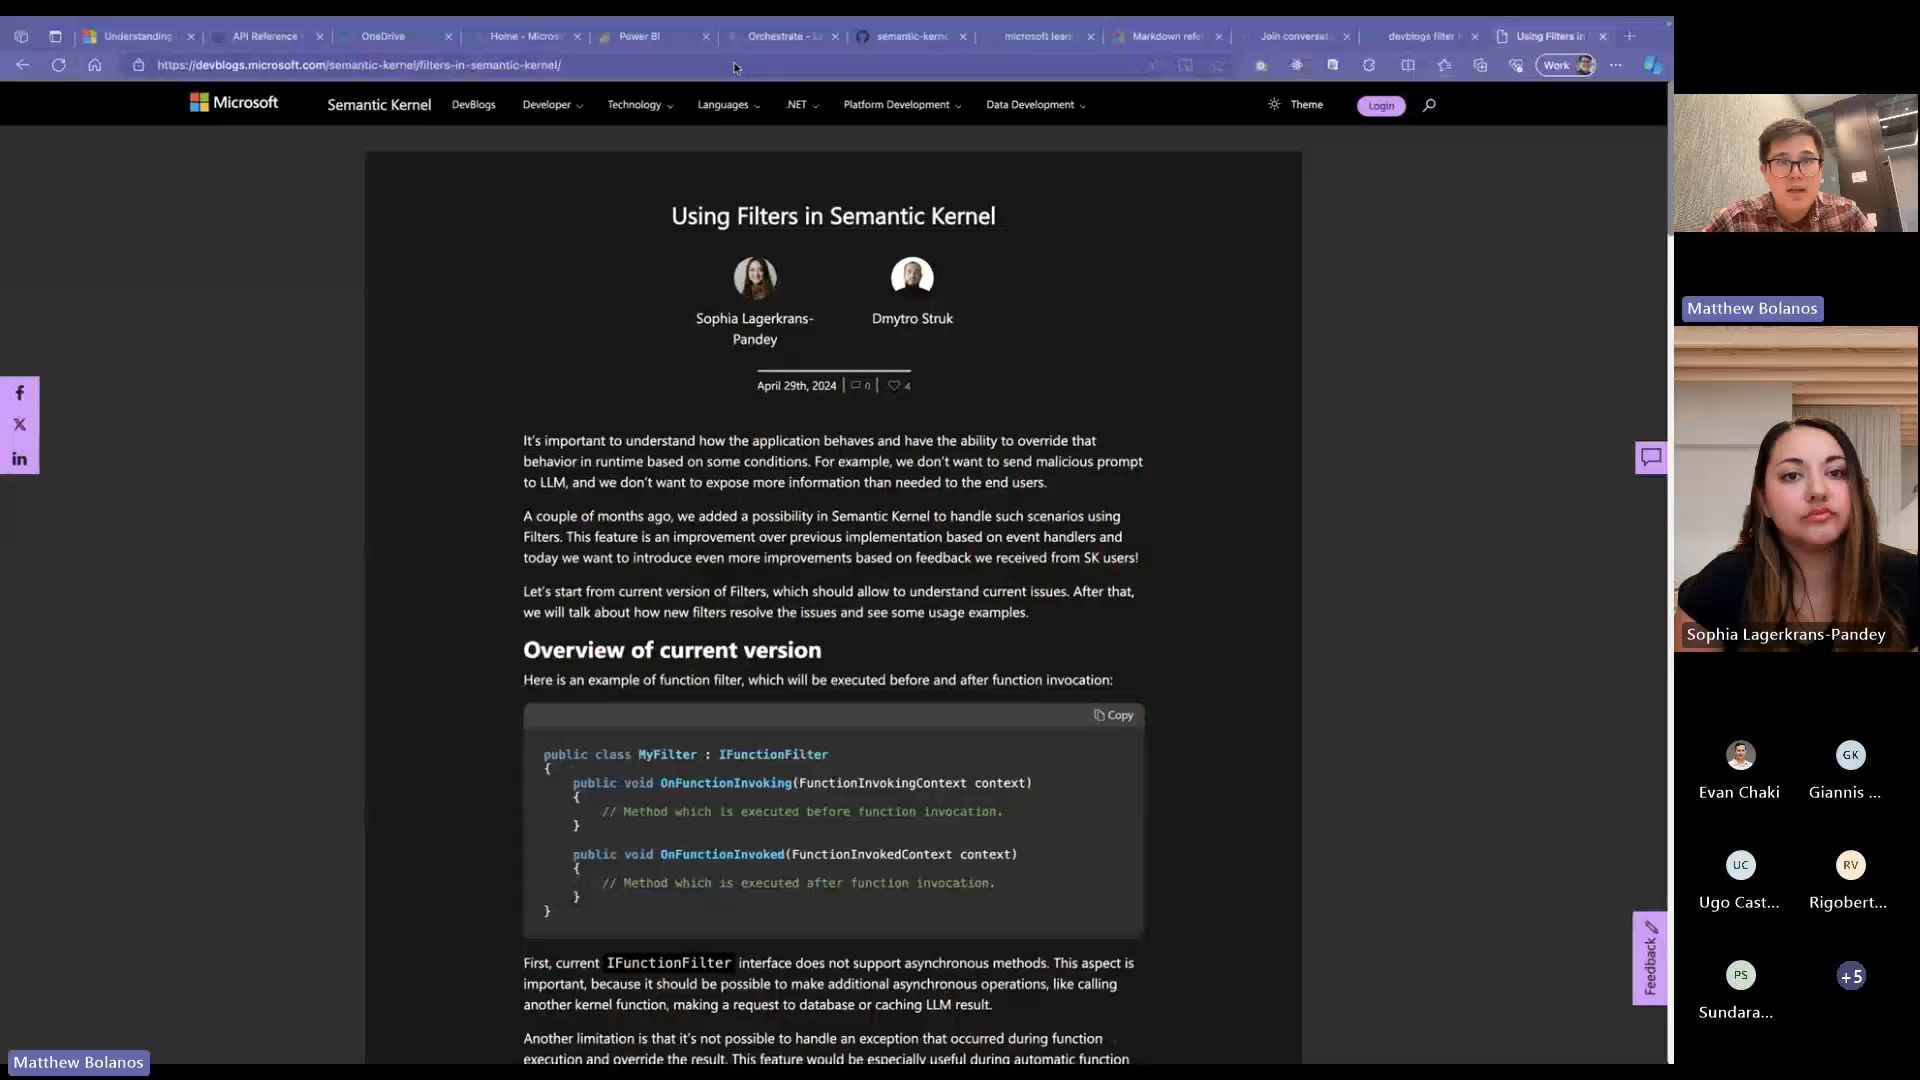 Understanding
API Reference
OneDrive
Home - Micros
Power BI
Orchestrate - L
semantic-kerne
microsoft learn
Markdown refe
Join conversat
devblogs filter
Using Filters in
https://devblogs.microsoft.com/semantic-kernel/filters-in-semantic-kernel/
Work
Microsoft
Semantic Kernel
DevBlogs
Developer
Technology
Languages
.NET
Platform Development
Data Development
Theme
Login
Using Filters in Semantic Kernel
Sophia Lagerkrans-
Pandey
Dmytro Struk
April 29th, 2024
0
4
It's important to understand how the application behaves and have the ability to override that
behavior in runtime based on some conditions. For example, we don't want to send malicious prompt
to LLM, and we don't want to expose more information than needed to the end users.
A couple of months ago, we added a possibility in Semantic Kernel to handle such scenarios using
Filters. This feature is an improvement over previous implementation based on event handlers and
today we want to introduce even more improvements based on feedback we received from SK users!
Let's start from current version of Filters, which should allow to understand current issues. After that,
we will talk about how new filters resolve the issues and see some usage examples.
Overview of current version
Here is an example of function filter, which will be executed before and after function invocation:
Copy
public class MyFilter : IFunctionFilter
{
public void OnFunctionInvoking(FunctionInvokingContext context)
{
// Method which is executed before function invocation.
}
public void OnFunctionInvoked(FunctionInvokedContext context)
{
// Method which is executed after function invocation.
}
}
First, current IFunctionFilter interface does not support asynchronous methods. This aspect is
important, because it should be possible to make additional asynchronous operations, like calling
another kernel function, making a request to database or caching LLM result.
Another limitation is that it's not possible to handle an exception that occurred during function
execution and override the result. This feature would be especially useful during automatic function
Feedback
Matthew Bolanos
Matthew Bolanos
Sophia Lagerkrans-Pandey
Evan Chaki
GK
Giannis ...
UC
Ugo Cast...
RV
Rigobert...
PS
Sundara...
+5